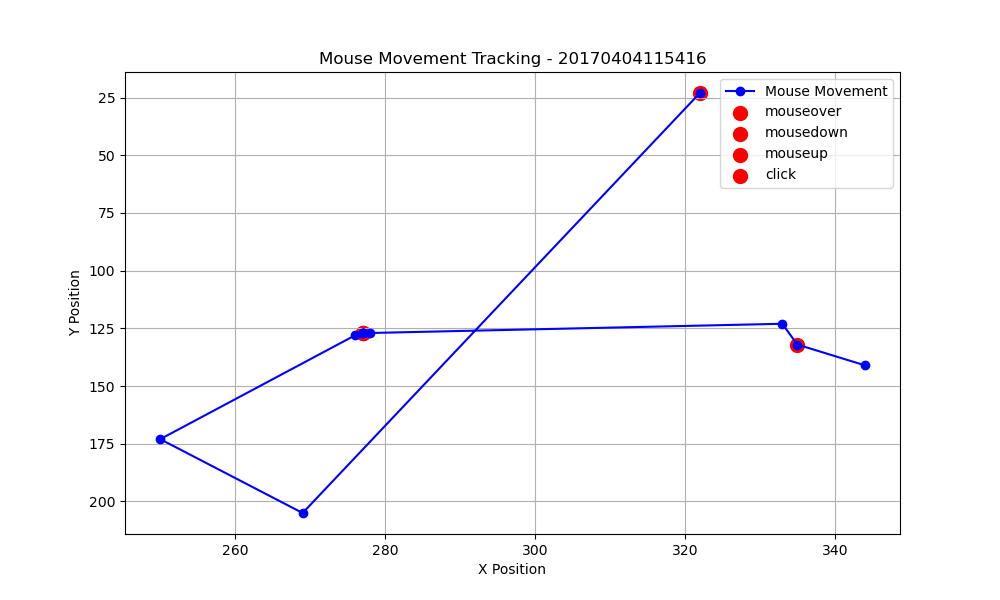 Mouse Movement Tracking - 20170404115416
Mouse Movement
mouseover
mousedown
mouseup
click
25
50
75
100
125
150
175
200
Y Position
260
280
300
320
340
X Position